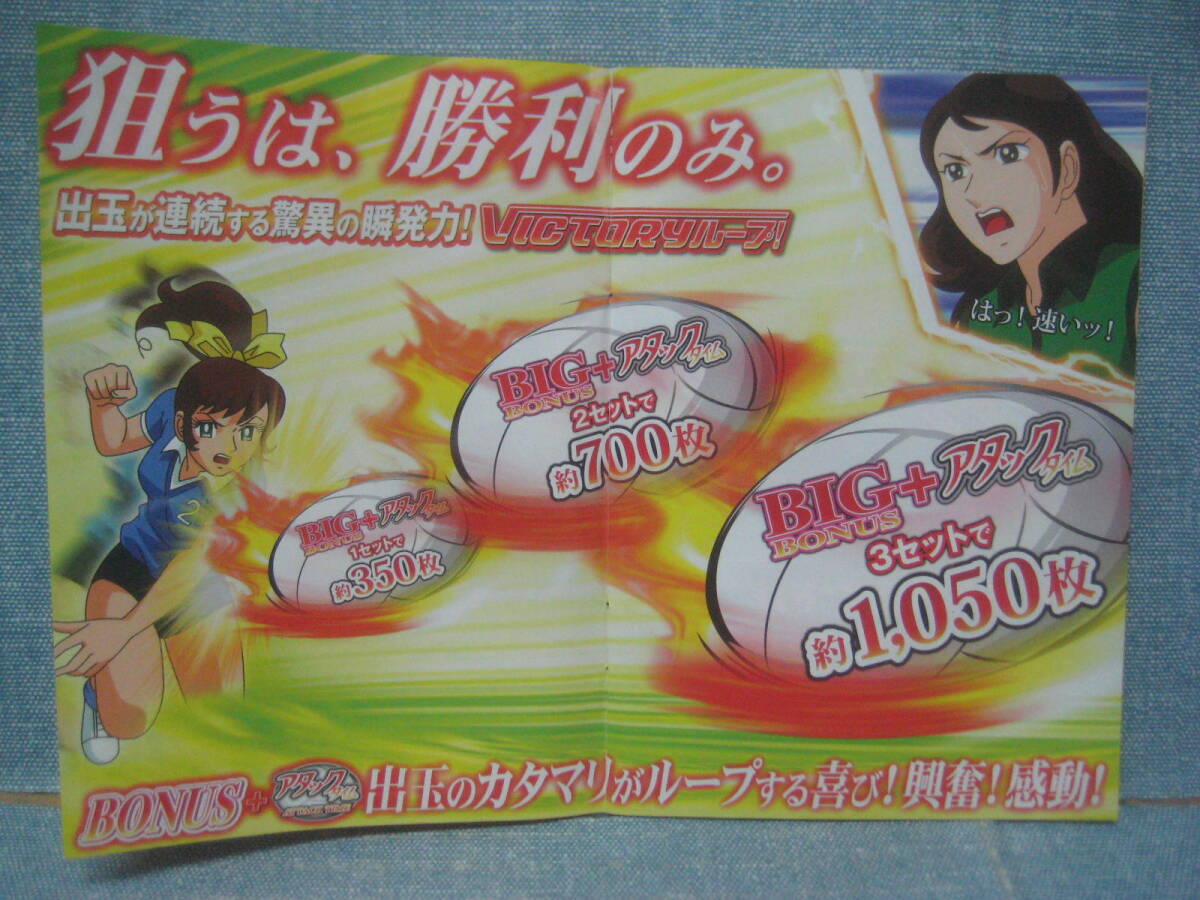 狙うは、勝利のみ。
出玉が連続する驚異の瞬発力! VICTORYループ!
はっ!速いッ!
BIG BONUS+アタックタイム
1セットで
約350枚
BIG BONUS+アタックタイム
2セットで
約700枚
BIG BONUS+アタックタイム
3セットで
約1,050枚
2
BONUS+アタックタイム ATTACK TIME 出玉のカタマリがループする喜び!興奮!感動!